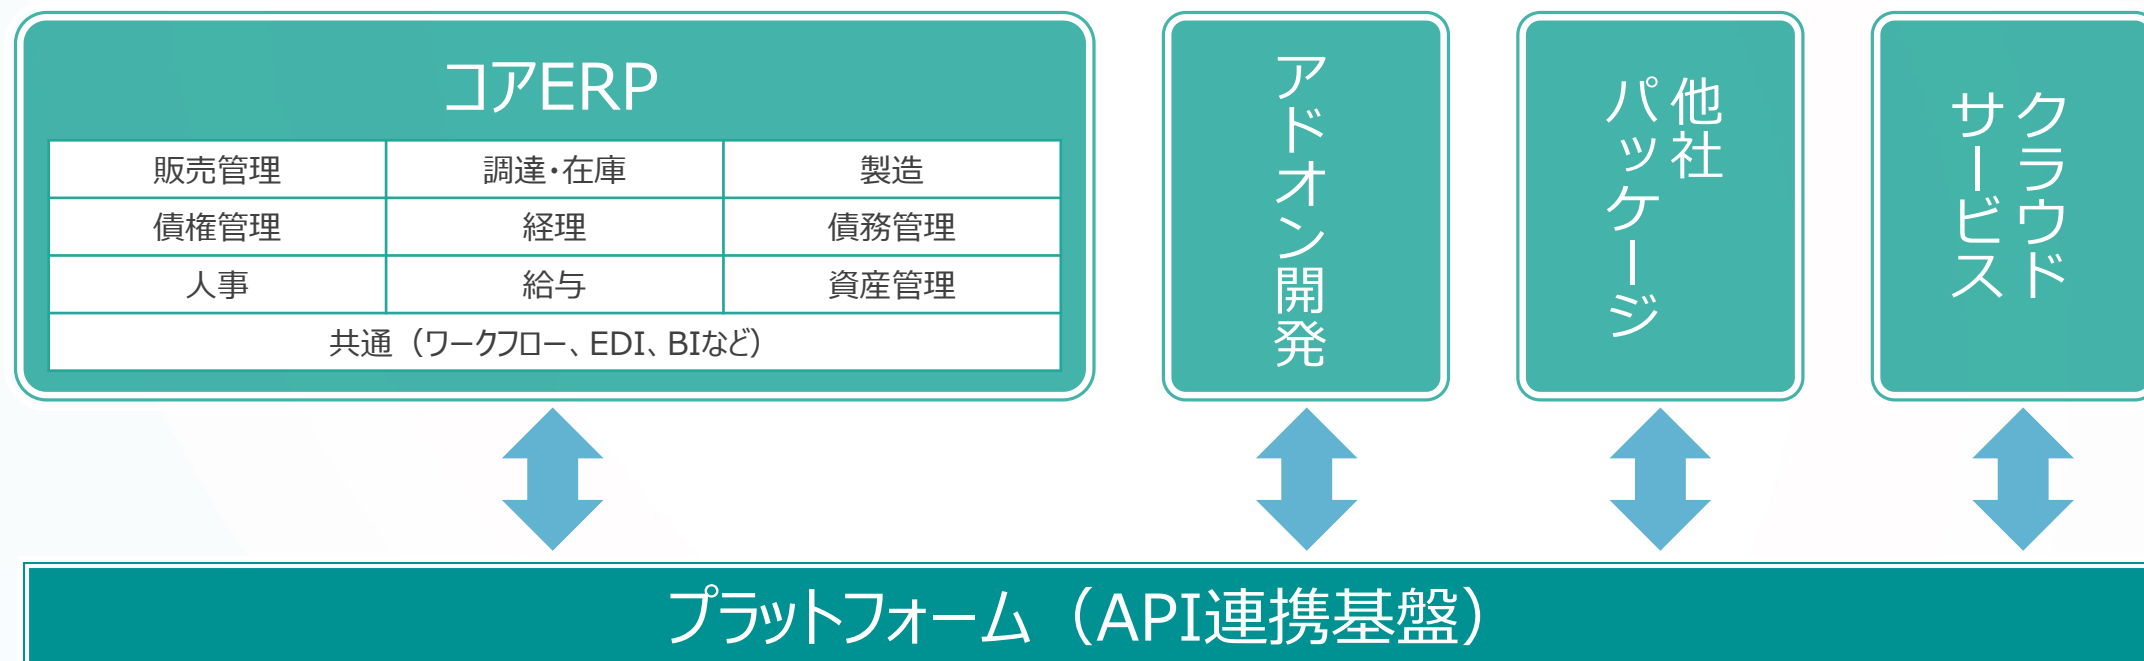 コアERP
販売管理 調達・在庫 製造
債権管理 経理 債務管理
人事 給与 資産管理
共通（ワークフロー、EDI、BIなど）
アドオン開発
他社
パッケージ
クラウド
サービス
プラットフォーム（API連携基盤）